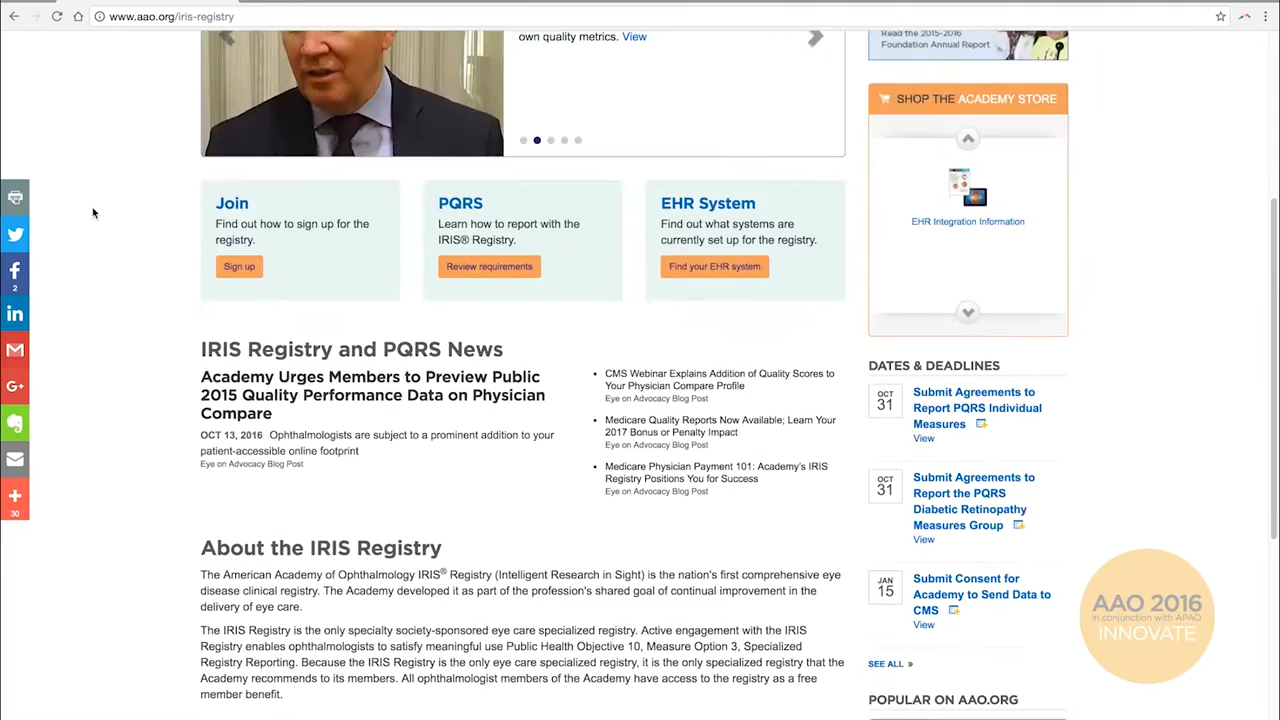 www.aao.org/iris-registry
own quality metrics. View
Read the 2015-2016
Foundation Annual Report
SHOP THE ACADEMY STORE
EHR Integration Information
Join
Find out how to sign up for the
registry.
Sign up
PQRS
Learn how to report with the
IRIS® Registry.
Review requirements
EHR System
Find out what systems are
currently set up for the registry.
Find your EHR system
2
G+
30
IRIS Registry and PQRS News
Academy Urges Members to Preview Public
2015 Quality Performance Data on Physician
Compare
OCT 13, 2016 Ophthalmologists are subject to a prominent addition to your
patient-accessible online footprint
Eye on Advocacy Blog Post
• CMS Webinar Explains Addition of Quality Scores to
Your Physician Compare Profile
Eye on Advocacy Blog Post
• Medicare Quality Reports Now Available; Learn Your
2017 Bonus or Penalty Impact
Eye on Advocacy Blog Post
• Medicare Physician Payment 101: Academy's IRIS
Registry Positions You for Success
Eye on Advocacy Blog Post
About the IRIS Registry
The American Academy of Ophthalmology IRIS® Registry (Intelligent Research in Sight) is the nation's first comprehensive eye
disease clinical registry. The Academy developed it as part of the profession's shared goal of continual improvement in the
delivery of eye care.
The IRIS Registry is the only specialty society-sponsored eye care specialized registry. Active engagement with the IRIS
Registry enables ophthalmologists to satisfy meaningful use Public Health Objective 10, Measure Option 3, Specialized
Registry Reporting. Because the IRIS Registry is the only eye care specialized registry, it is the only specialized registry that the
Academy recommends to its members. All ophthalmologist members of the Academy have access to the registry as a free
member benefit.
DATES & DEADLINES
OCT
31
Submit Agreements to
Report PQRS Individual
Measures
View
OCT
31
Submit Agreements to
Report the PQRS
Diabetic Retinopathy
Measures Group
View
JAN
15
Submit Consent for
Academy to Send Data to
CMS
View
SEE ALL »
POPULAR ON AAO.ORG
AAO 2016
in conjunction with APAO
INNOVATE